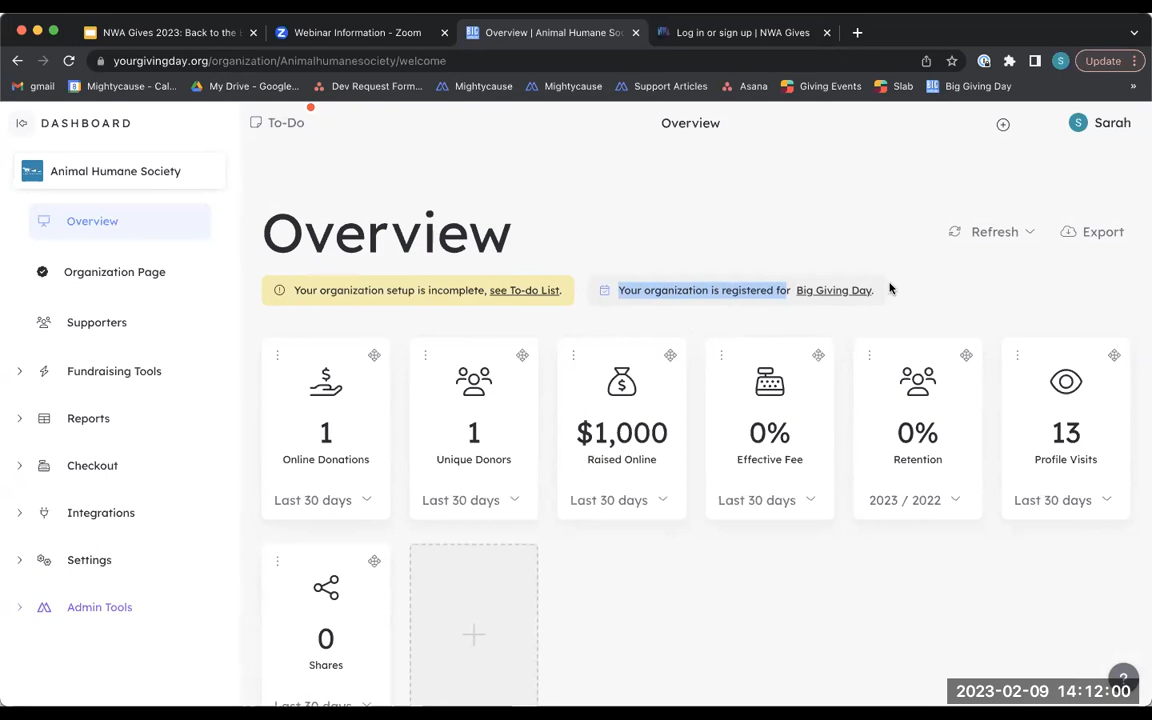 NWA Gives 2023: Back to the
Webinar Information - Zoom
Overview | Animal Humane Soc
Log in or sign up | NWA Gives
yourgivingday.org/organization/Animalhumanesociety/welcome
Update
gmail
Mightycause - Cal...
My Drive - Google...
Dev Request Form...
Mightycause
Mightycause
Support Articles
Asana
Giving Events
Slab
Big Giving Day
DASHBOARD
To-Do
Overview
S Sarah
Animal Humane Society
Overview
Organization Page
Supporters
Fundraising Tools
Reports
Checkout
Integrations
Settings
Admin Tools
Overview
Refresh
Export
Your organization setup is incomplete, see To-do List.
Your organization is registered for Big Giving Day.
1
Online Donations
Last 30 days
1
Unique Donors
Last 30 days
$1,000
Raised Online
Last 30 days
0%
Effective Fee
Last 30 days
0%
Retention
2023 / 2022
13
Profile Visits
Last 30 days
0
Shares
Last 30 days
2023-02-09 14:12:00